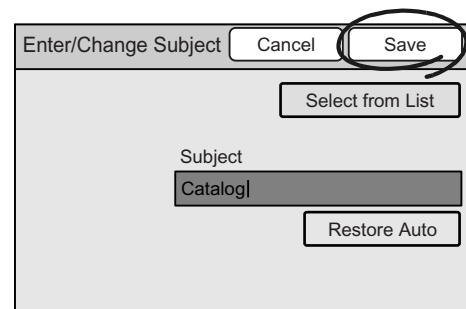 Enter/Change Subject Cancel Save
Select from List
Subject
Catalog
Restore Auto